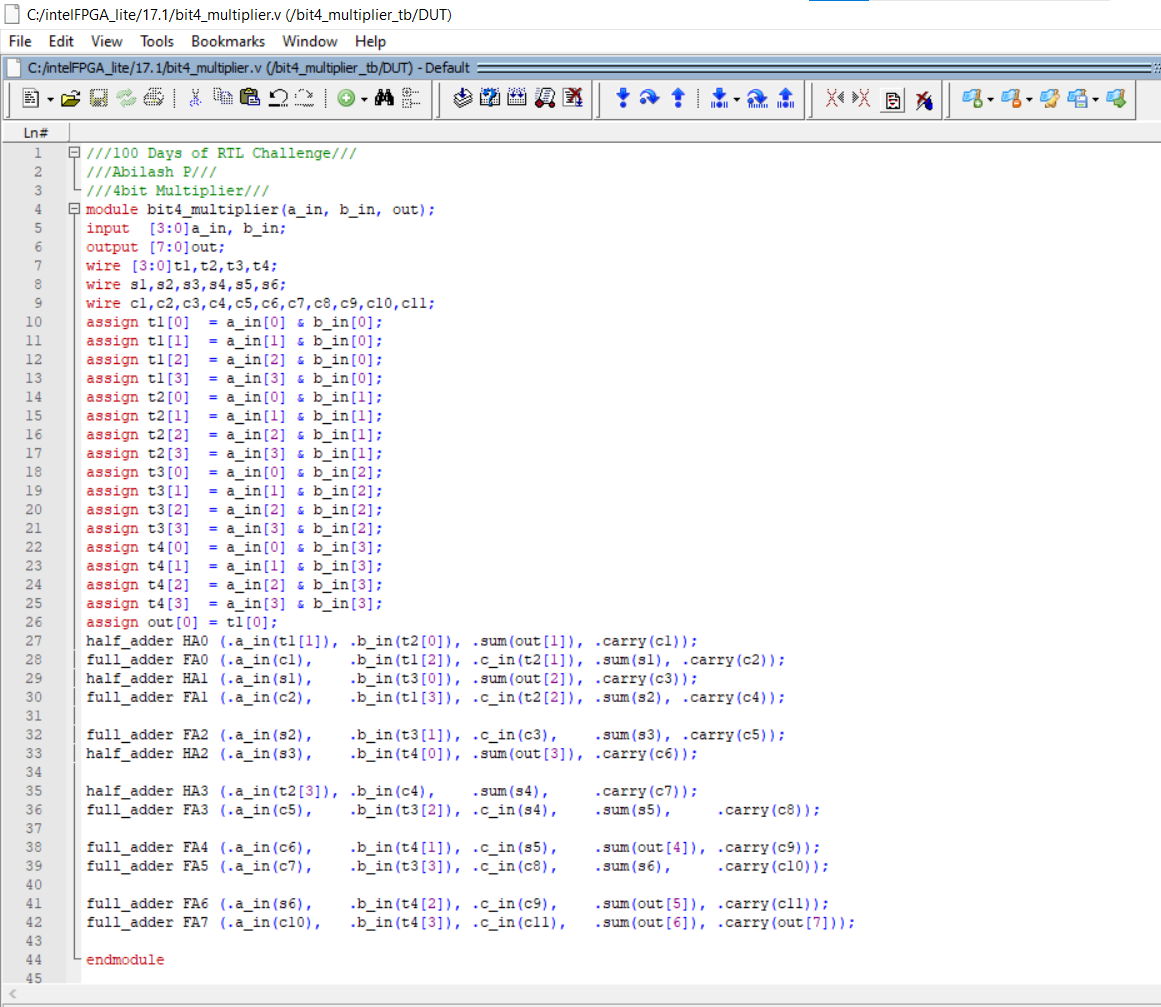 C:/intelFPGA_lite/17.1/bit4_multiplier.v (/bit4_multiplier_tb/DUT)
File Edit View Tools Bookmarks Window Help
C:/intelFPGA_lite/17.1/bit4_multiplier.v (/bit4_multiplier_tb/DUT) - Default
Ln#
1 ///100 Days of RTL Challenge///
2 ///Abilash P///
3 ///4bit Multiplier///
4 module bit4_multiplier(a_in, b_in, out);
5 input  [3:0]a_in, b_in;
6 output [7:0]out;
7 wire [3:0]t1,t2,t3,t4;
8 wire s1,s2,s3,s4,s5,s6;
9 wire c1,c2,c3,c4,c5,c6,c7,c8,c9,c10,c11;
10 assign t1[0]  = a_in[0] & b_in[0];
11 assign t1[1]  = a_in[1] & b_in[0];
12 assign t1[2]  = a_in[2] & b_in[0];
13 assign t1[3]  = a_in[3] & b_in[0];
14 assign t2[0]  = a_in[0] & b_in[1];
15 assign t2[1]  = a_in[1] & b_in[1];
16 assign t2[2]  = a_in[2] & b_in[1];
17 assign t2[3]  = a_in[3] & b_in[1];
18 assign t3[0]  = a_in[0] & b_in[2];
19 assign t3[1]  = a_in[1] & b_in[2];
20 assign t3[2]  = a_in[2] & b_in[2];
21 assign t3[3]  = a_in[3] & b_in[2];
22 assign t4[0]  = a_in[0] & b_in[3];
23 assign t4[1]  = a_in[1] & b_in[3];
24 assign t4[2]  = a_in[2] & b_in[3];
25 assign t4[3]  = a_in[3] & b_in[3];
26 assign out[0] = t1[0];
27 half_adder HA0 (.a_in(t1[1]), .b_in(t2[0]), .sum(out[1]), .carry(c1));
28 full_adder FA0 (.a_in(c1),    .b_in(t1[2]), .c_in(t2[1]), .sum(s1), .carry(c2));
29 half_adder HA1 (.a_in(s1),    .b_in(t3[0]), .sum(out[2]), .carry(c3));
30 full_adder FA1 (.a_in(c2),    .b_in(t1[3]), .c_in(t2[2]), .sum(s2), .carry(c4));
31
32 full_adder FA2 (.a_in(s2),    .b_in(t3[1]), .c_in(c3),    .sum(s3), .carry(c5));
33 half_adder HA2 (.a_in(s3),    .b_in(t4[0]), .sum(out[3]), .carry(c6));
34
35 half_adder HA3 (.a_in(t2[3]), .b_in(c4),    .sum(s4),     .carry(c7));
36 full_adder FA3 (.a_in(c5),    .b_in(t3[2]), .c_in(s4),    .sum(s5),     .carry(c8));
37
38 full_adder FA4 (.a_in(c6),    .b_in(t4[1]), .c_in(s5),    .sum(out[4]), .carry(c9));
39 full_adder FA5 (.a_in(c7),    .b_in(t3[3]), .c_in(c8),    .sum(s6),     .carry(c10));
40
41 full_adder FA6 (.a_in(s6),    .b_in(t4[2]), .c_in(c9),    .sum(out[5]), .carry(c11));
42 full_adder FA7 (.a_in(c10),   .b_in(t4[3]), .c_in(c11),   .sum(out[6]), .carry(out[7]));
43
44 endmodule
45